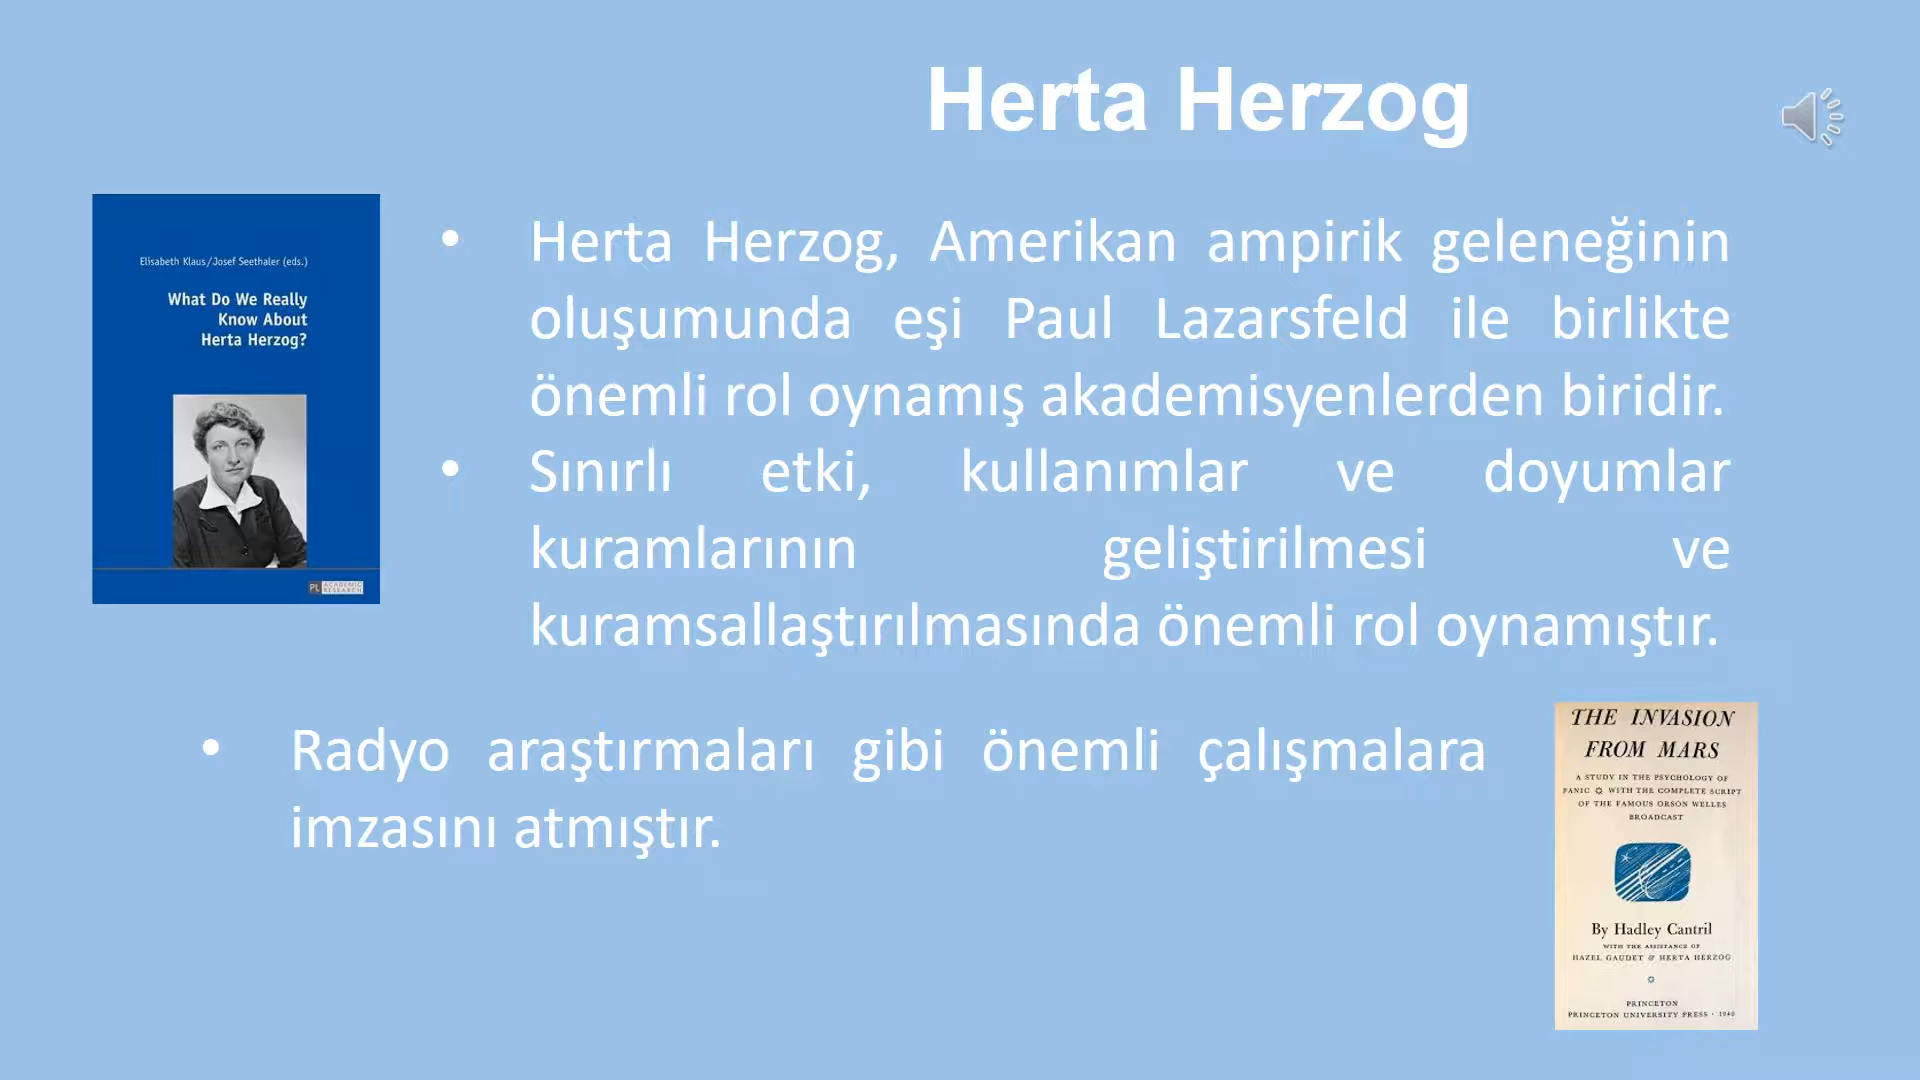 Herta Herzog
Elisabeth Klaus/Josef Seethaler (eds.)
What Do We Really
Know About
Herta Herzog?
PL ACADEMIC
RESEARCH
• Herta Herzog, Amerikan ampirik geleneğinin
oluşumunda eşi Paul Lazarsfeld ile birlikte
önemli rol oynamış akademisyenlerden biridir.
• Sınırlı etki, kullanımlar ve doyumlar
kuramlarının geliştirilmesi ve
kuramsallaştırılmasında önemli rol oynamıştır.
• Radyo araştırmaları gibi önemli çalışmalara
imzasını atmıştır.
THE INVASION
FROM MARS
A STUDY IN THE PSYCHOLOGY OF
PANIC ✪ WITH THE COMPLETE SCRIPT
OF THE FAMOUS ORSON WELLES
BROADCAST
By Hadley Cantril
WITH THE ASSISTANCE OF
HAZEL GAUDET & HERTA HERZOG
PRINCETON
PRINCETON UNIVERSITY PRESS · 1940